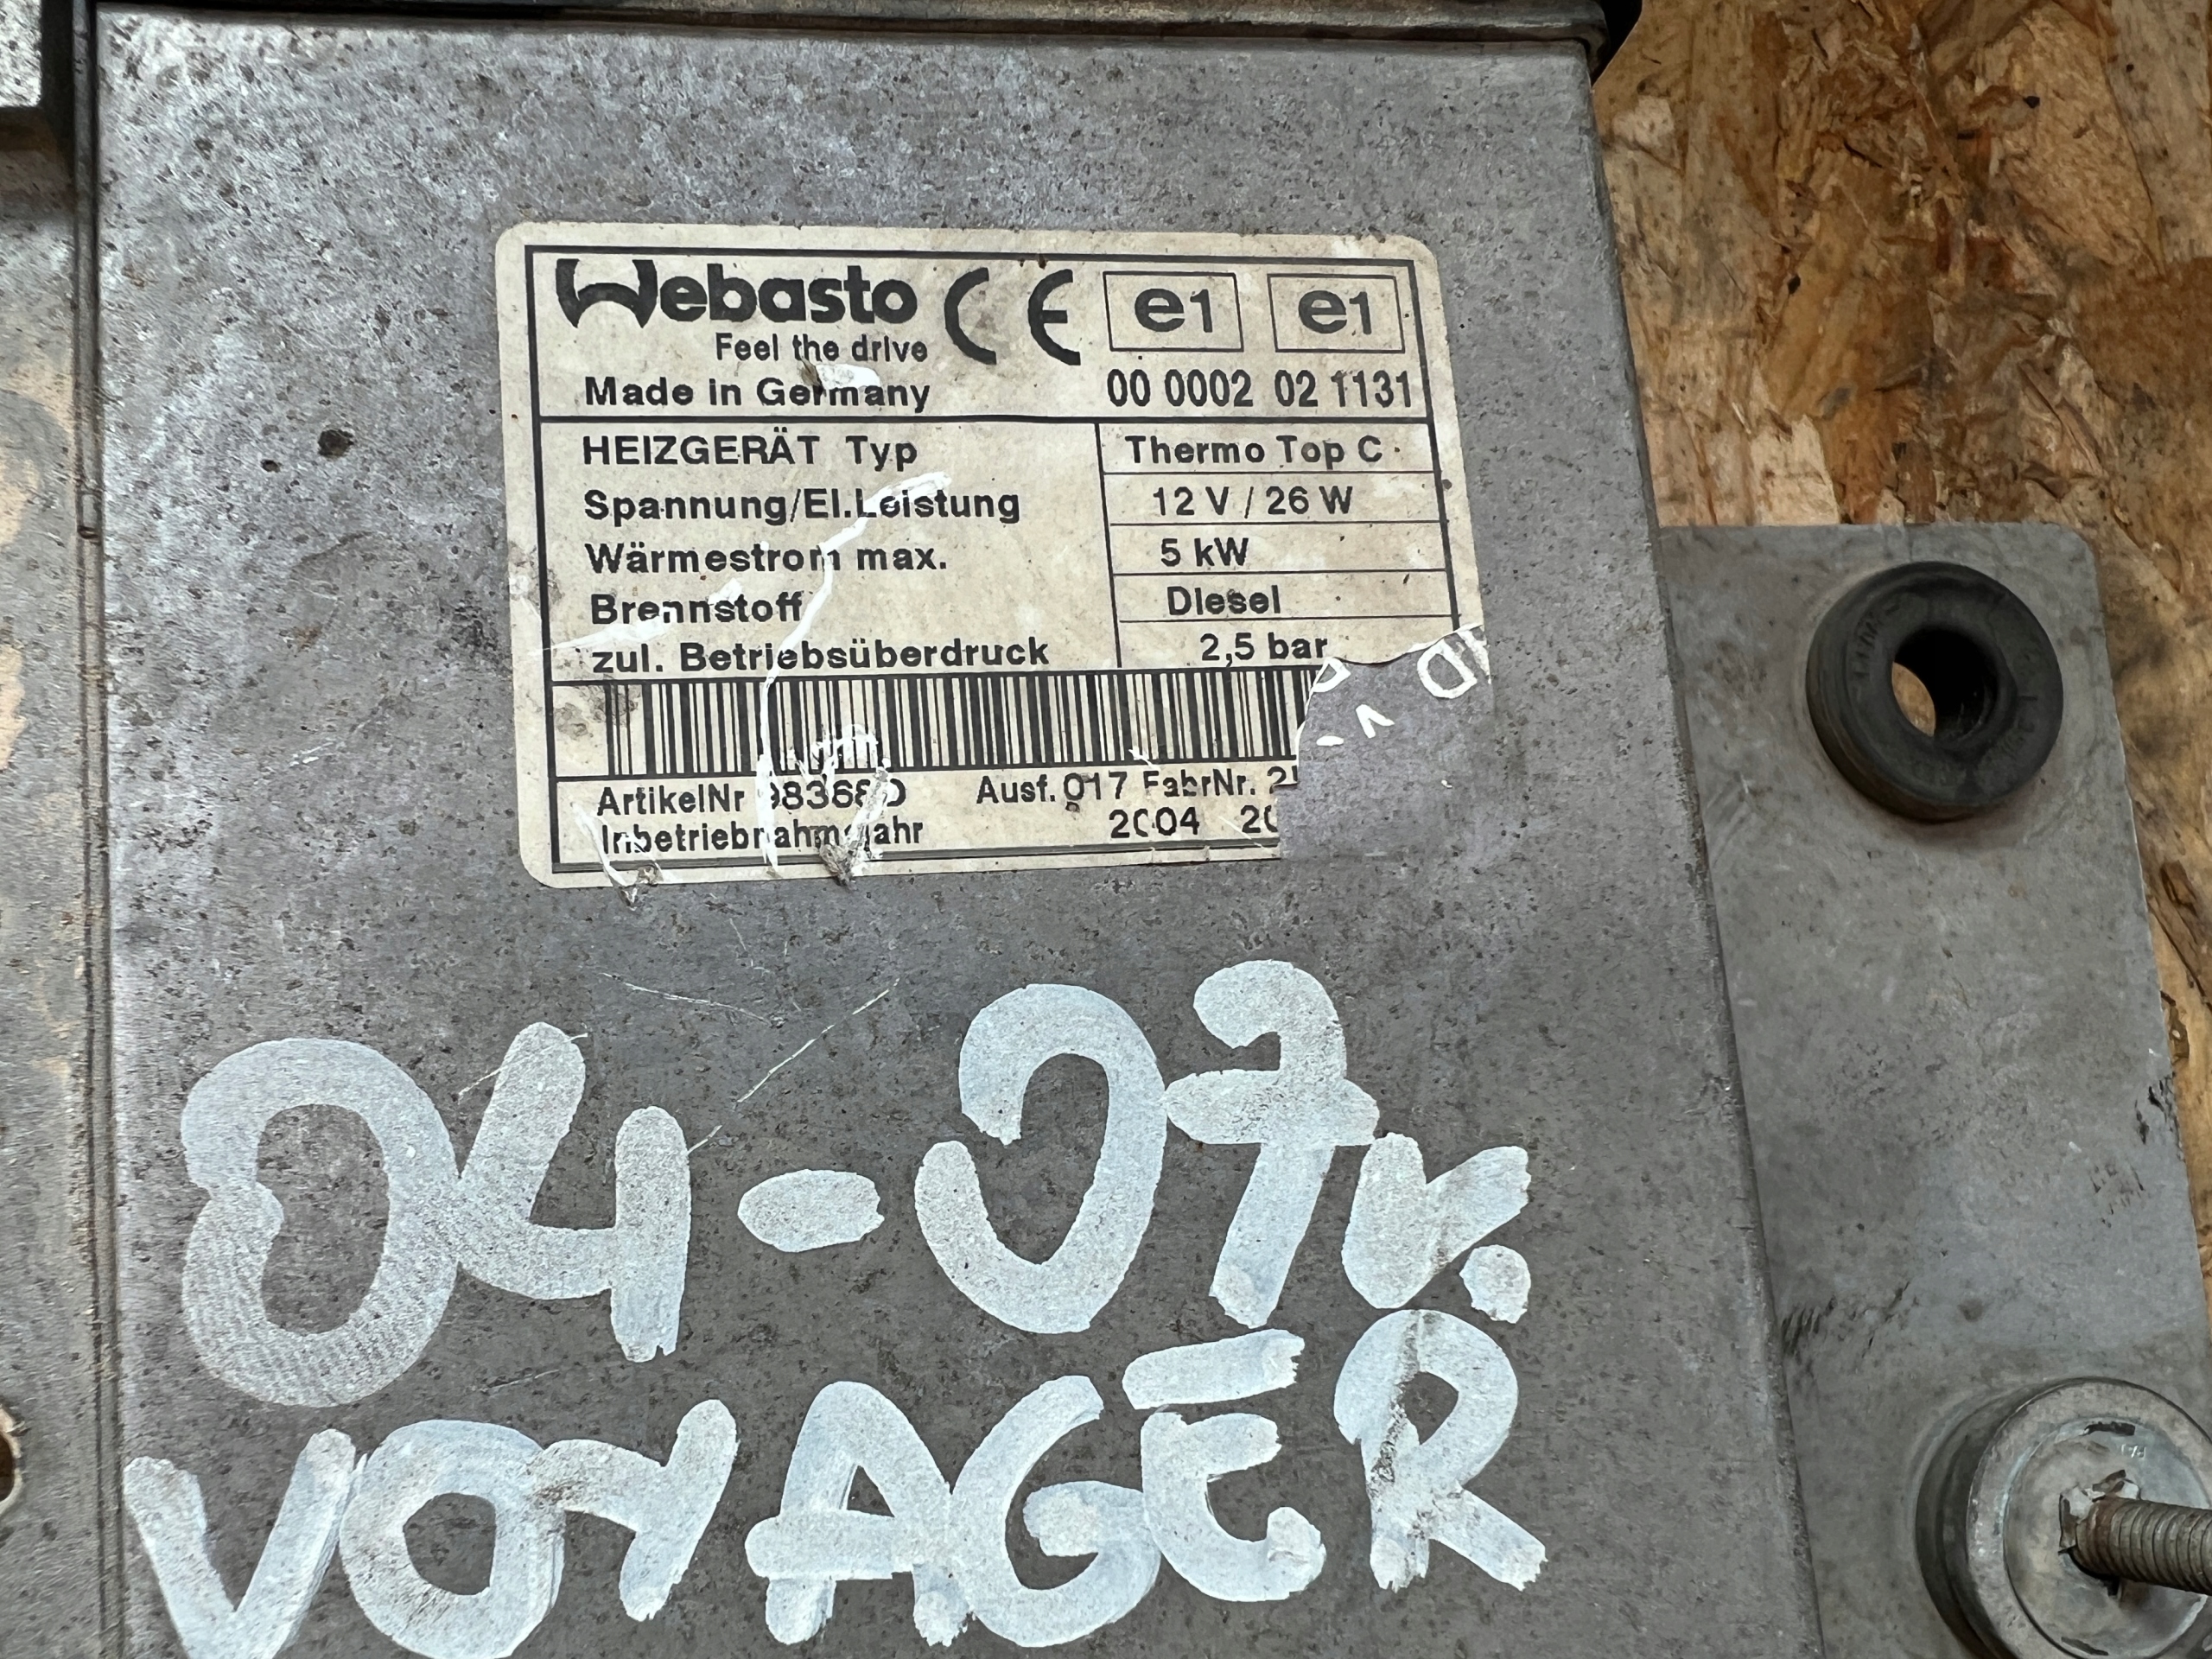 Webasto CE e1 e1
Feel the drive
Made in Germany 00 0002 02 1131
HEIZGERÄT Typ Thermo Top C
Spannung/El.Leistung 12 V / 26 W
Wärmestrom max. 5 kW
Brennstoff Diesel
zul. Betriebsüberdruck 2,5 bar
ArtikelNr Ausf. 017 FabrNr.
Inbetriebnahmejahr 2004
04-07r.
VOYAGER